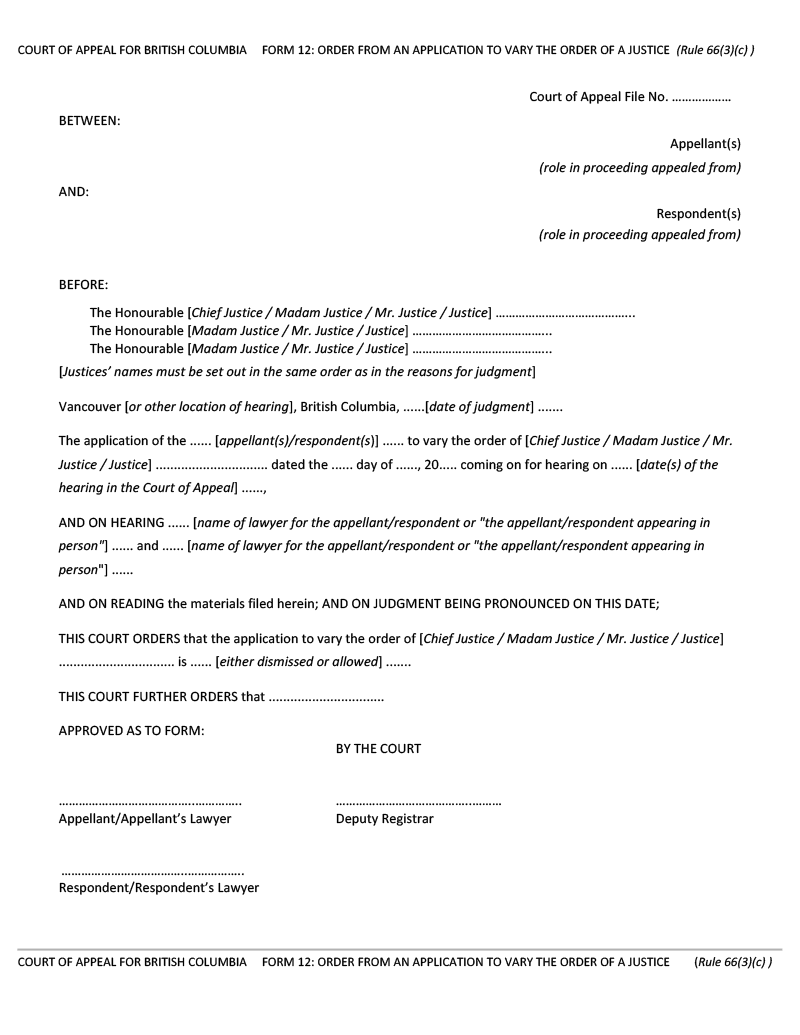 COURT OF APPEAL FOR BRITISH COLUMBIA FORM 12: ORDER FROM AN APPLICATION TO VARY THE ORDER OF A JUSTICE (Rule 66(3)(c) )
Court of Appeal File No. ………………
BETWEEN:
Appellant(s)
(role in proceeding appealed from)
AND:
Respondent(s)
(role in proceeding appealed from)
BEFORE:
The Honourable [Chief Justice / Madam Justice / Mr. Justice / Justice] ………………………………..
The Honourable [Madam Justice / Mr. Justice / Justice] ………………………………..
The Honourable [Madam Justice / Mr. Justice / Justice] ………………………………..
[Justices’ names must be set out in the same order as in the reasons for judgment]
Vancouver [or other location of hearing], British Columbia, ......[date of judgment] .......
The application of the ...... [appellant(s)/respondent(s)] ...... to vary the order of [Chief Justice / Madam Justice / Mr.
Justice / Justice] ............................... dated the ...... day of ......, 20..... coming on for hearing on ...... [date(s) of the
hearing in the Court of Appeal] ......,
AND ON HEARING ...... [name of lawyer for the appellant/respondent or "the appellant/respondent appearing in
person"] ...... and ...... [name of lawyer for the appellant/respondent or "the appellant/respondent appearing in
person"] ......
AND ON READING the materials filed herein; AND ON JUDGMENT BEING PRONOUNCED ON THIS DATE;
THIS COURT ORDERS that the application to vary the order of [Chief Justice / Madam Justice / Mr. Justice / Justice]
................................ is ...... [either dismissed or allowed] .......
THIS COURT FURTHER ORDERS that ................................
APPROVED AS TO FORM:
BY THE COURT
………………………………..…………..
………………………………..………
Appellant/Appellant’s Lawyer
Deputy Registrar
……………………………..……………..
Respondent/Respondent’s Lawyer
COURT OF APPEAL FOR BRITISH COLUMBIA FORM 12: ORDER FROM AN APPLICATION TO VARY THE ORDER OF A JUSTICE (Rule 66(3)(c) )